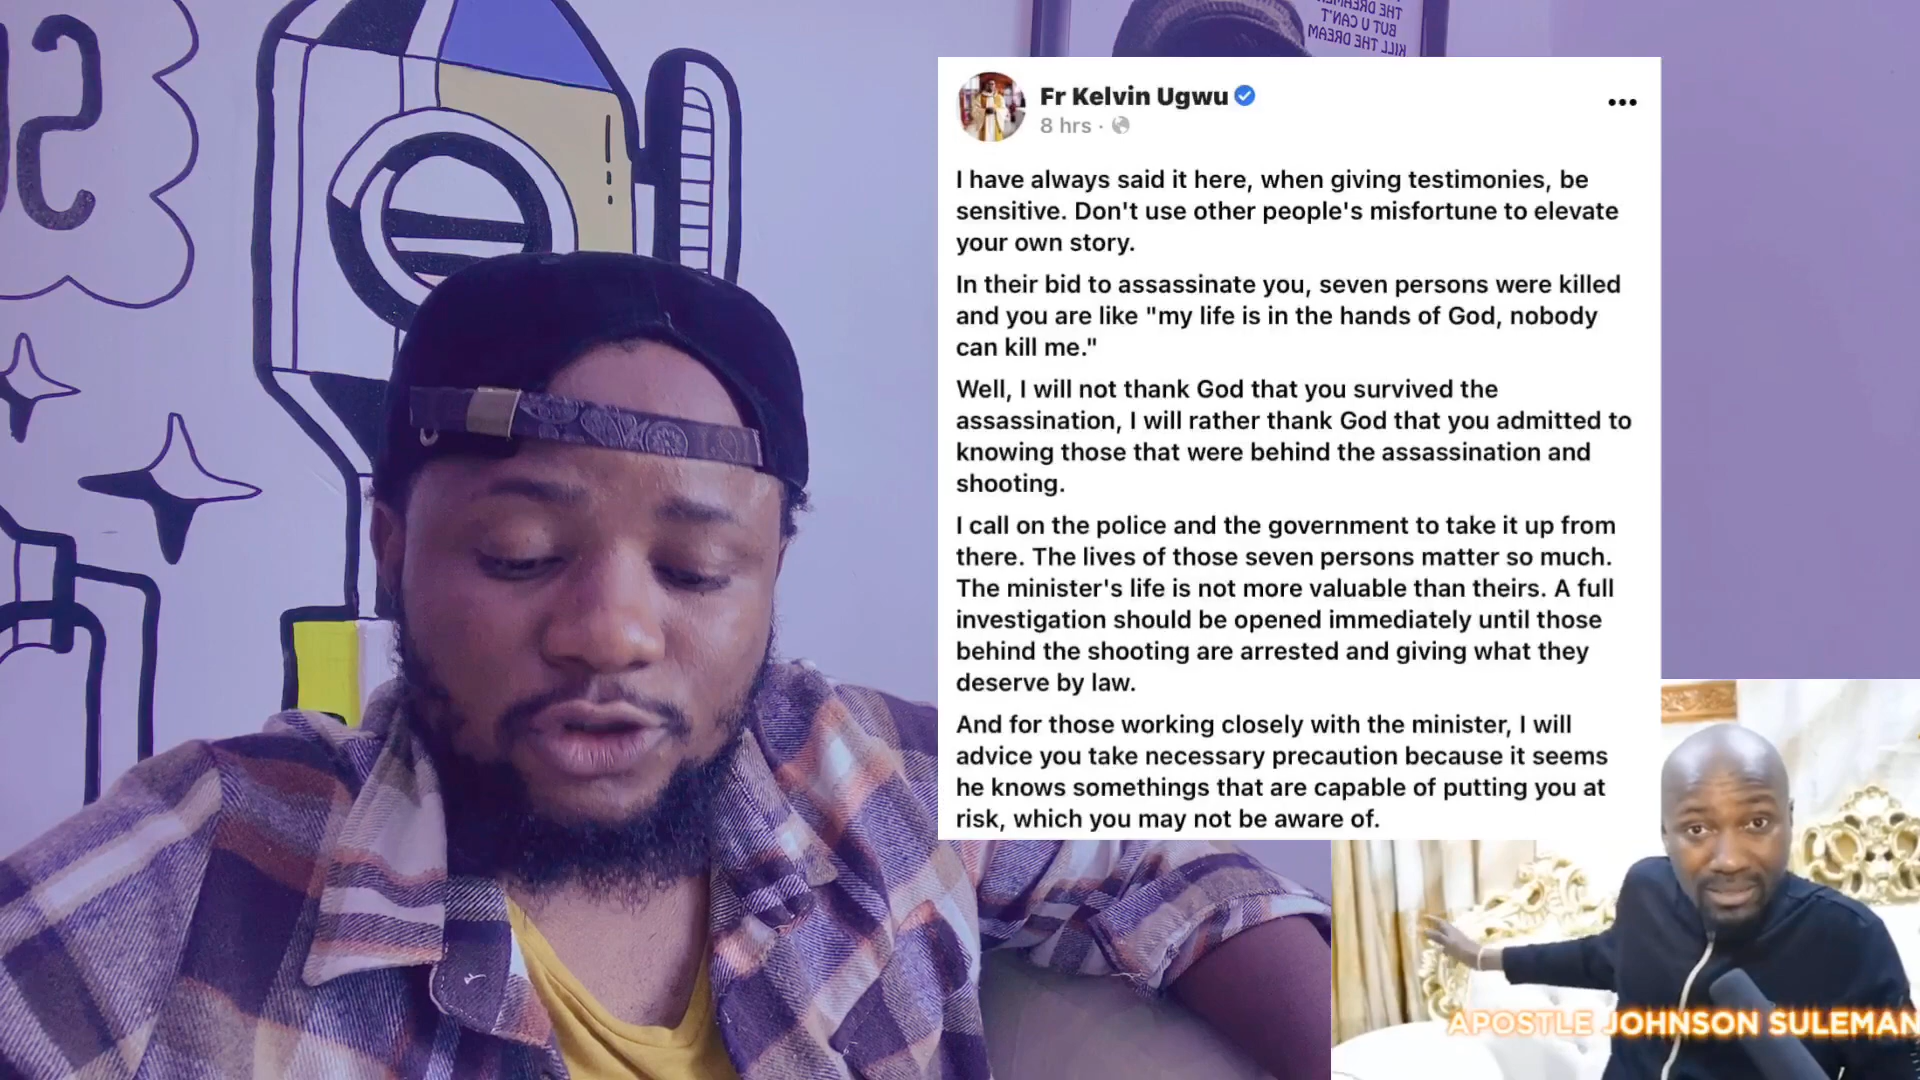 THE DREAMER
BUT U CAN'T
KILL THE DREAM
Fr Kelvin Ugwu
8 hrs ·
I have always said it here, when giving testimonies, be
sensitive. Don't use other people's misfortune to elevate
your own story.
In their bid to assassinate you, seven persons were killed
and you are like "my life is in the hands of God, nobody
can kill me."
Well, I will not thank God that you survived the
assassination, I will rather thank God that you admitted to
knowing those that were behind the assassination and
shooting.
I call on the police and the government to take it up from
there. The lives of those seven persons matter so much.
The minister's life is not more valuable than theirs. A full
investigation should be opened immediately until those
behind the shooting are arrested and giving what they
deserve by law.
And for those working closely with the minister, I will
advice you take necessary precaution because it seems
he knows somethings that are capable of putting you at
risk, which you may not be aware of.
APOSTLE JOHNSON SULEMAN